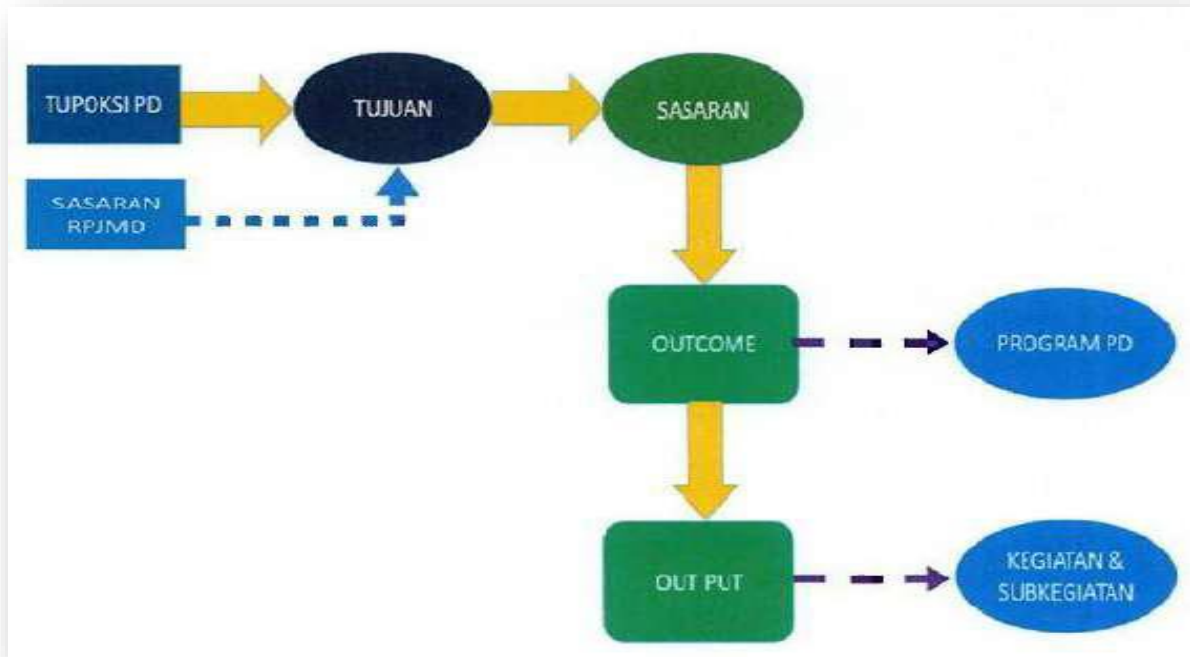 TUPOKSI PD
TUJUAN
SASARAN
SASARAN
RPJMD
OUTCOME
PROGRAM PD
OUT PUT
KEGIATAN &
SUBKEGIATAN